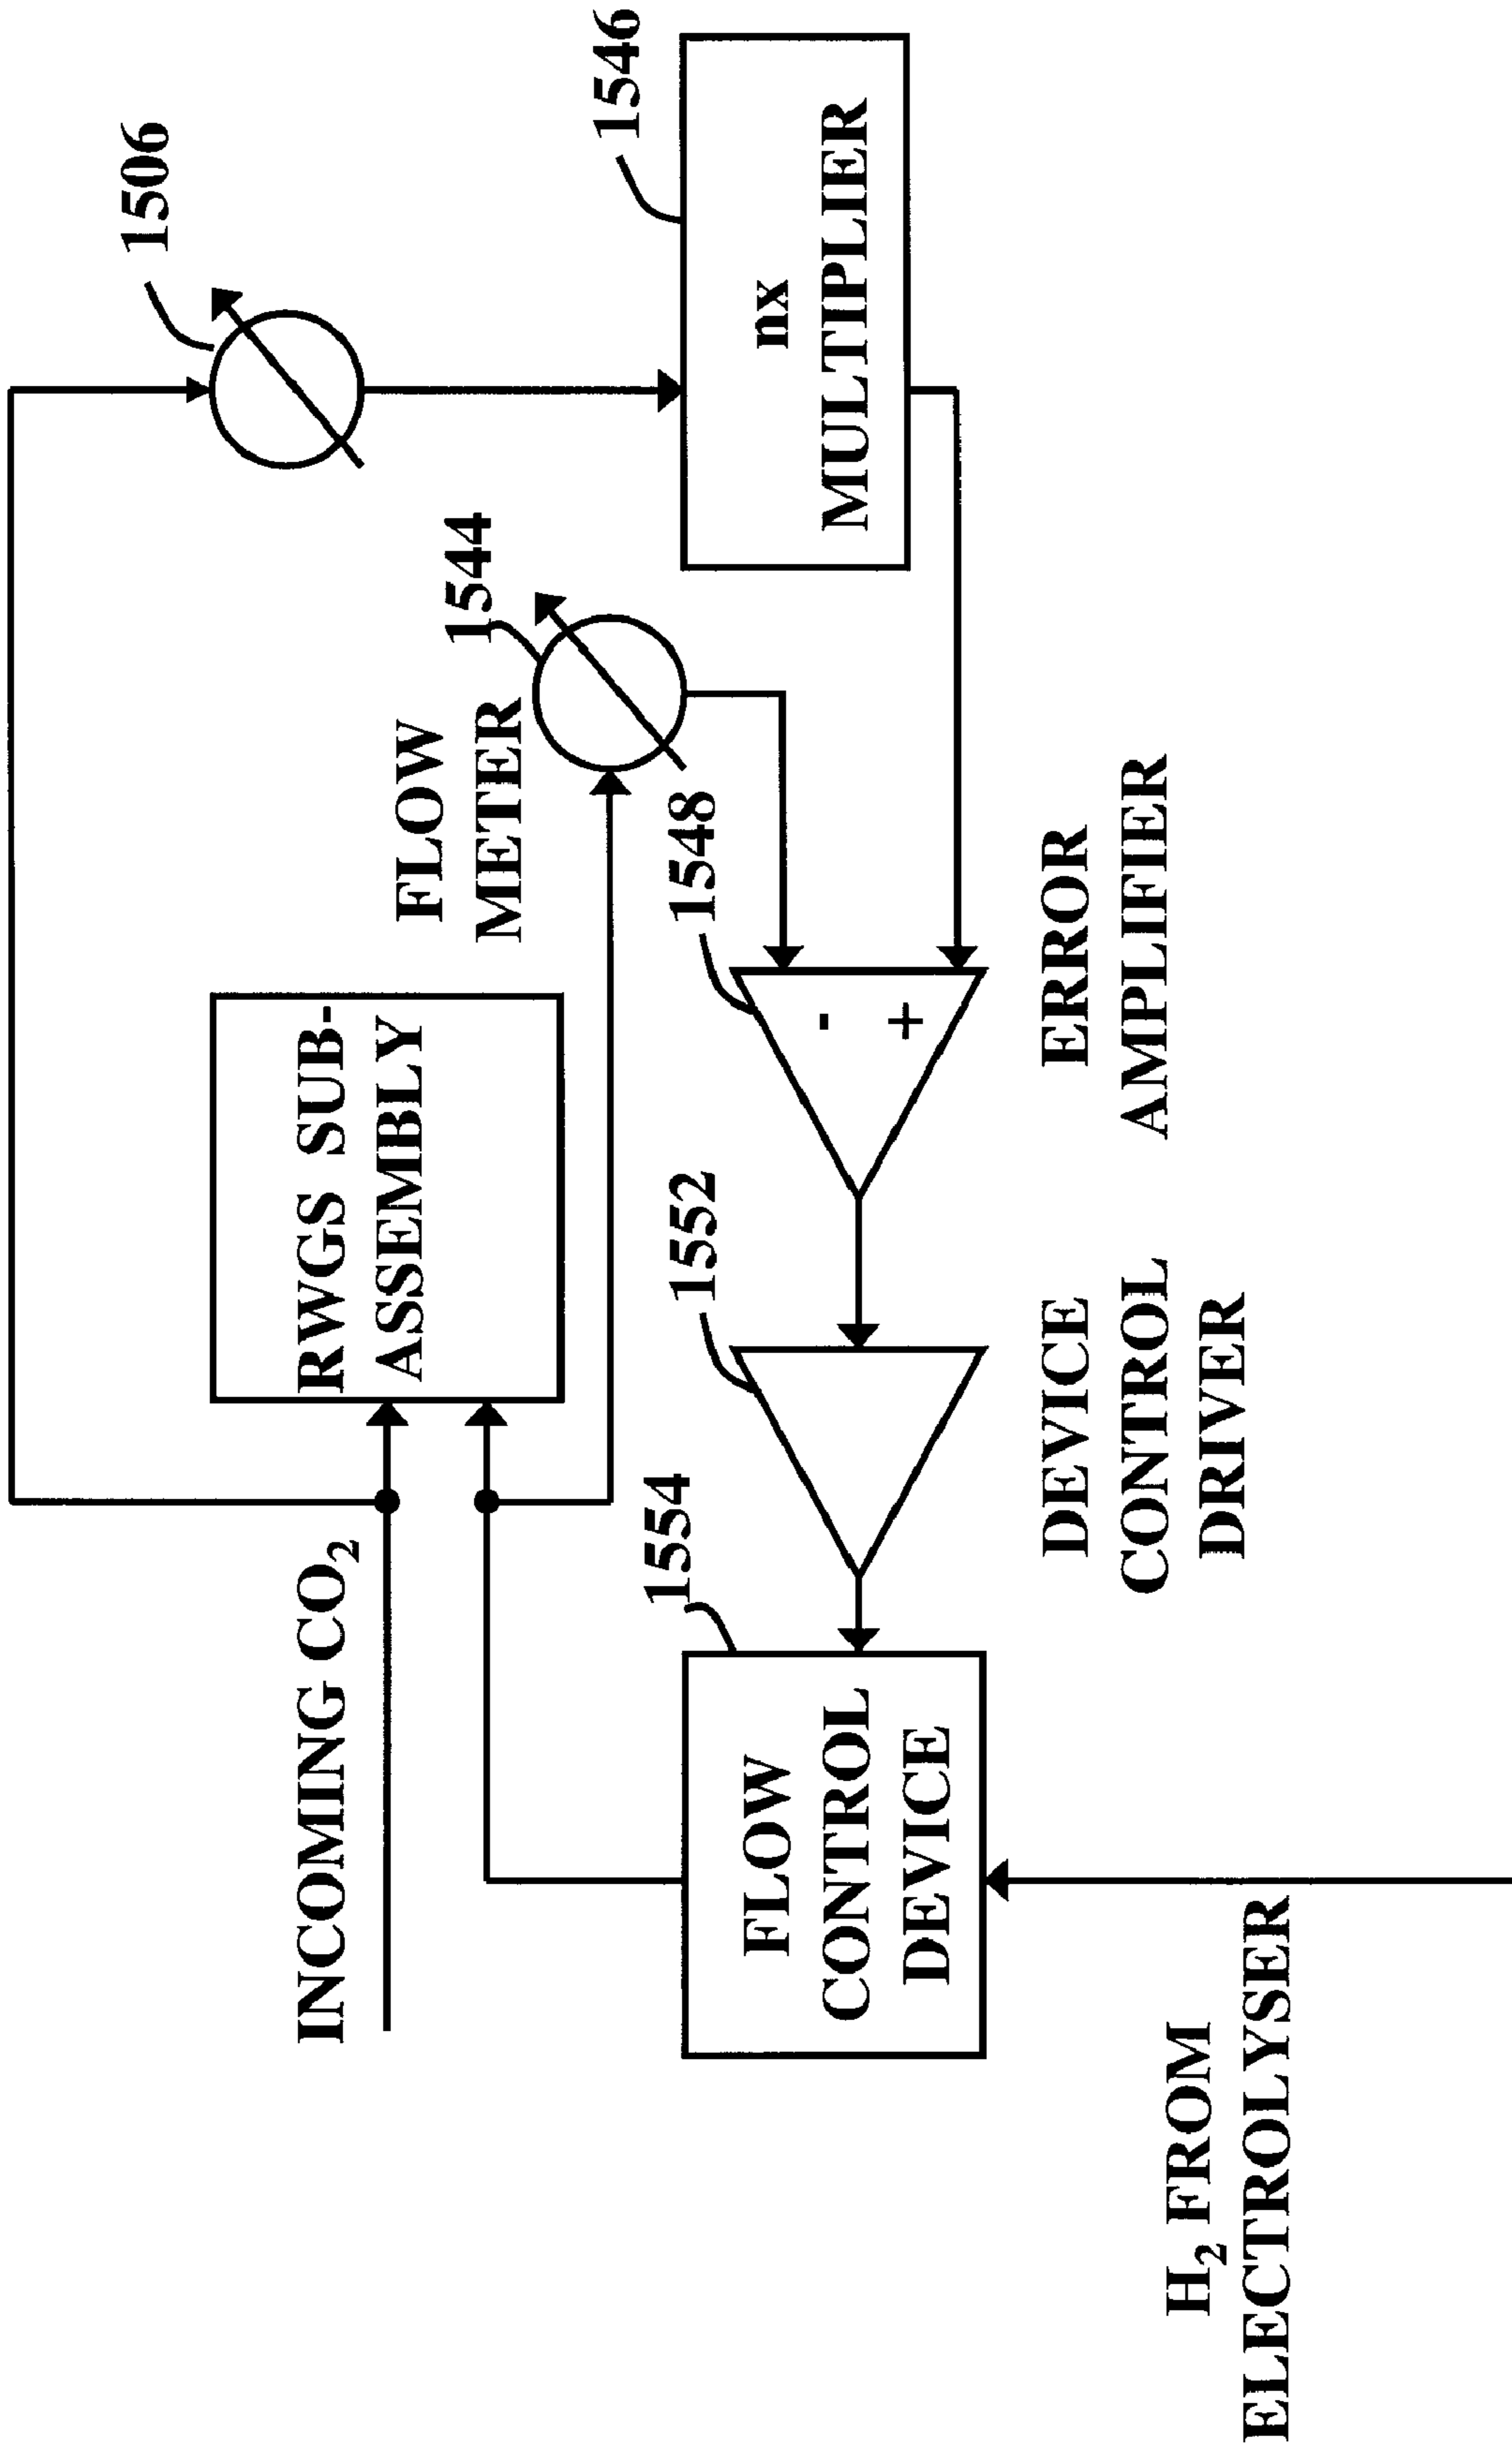 1506
1546
nx
MULTIPLIER
1544
FLOW
METER
RWGS SUB-
ASSEMBLY
1548
-
+
ERROR
AMPLIFIER
1552
DEVICE
CONTROL
DRIVER
INCOMING CO₂
1554
FLOW
CONTROL
DEVICE
H₂ FROM
ELECTROLYSER